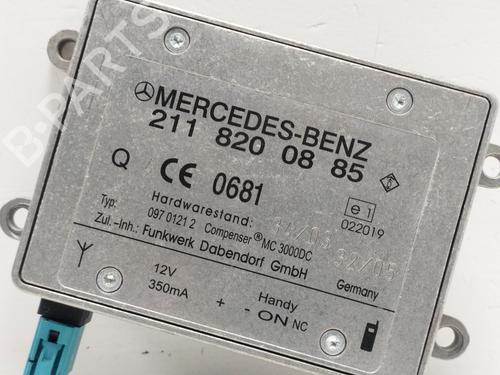 B-PARTS
MERCEDES-BENZ
211 820 08 85
Q CE 0681
e1
022019
Hardwarestand:
Typ: 097 0121 2 Compenser® MC 3000DC
Zul.-Inh.: Funkwerk Dabendorf GmbH
Germany
12V
350mA + - ON NC
Handy